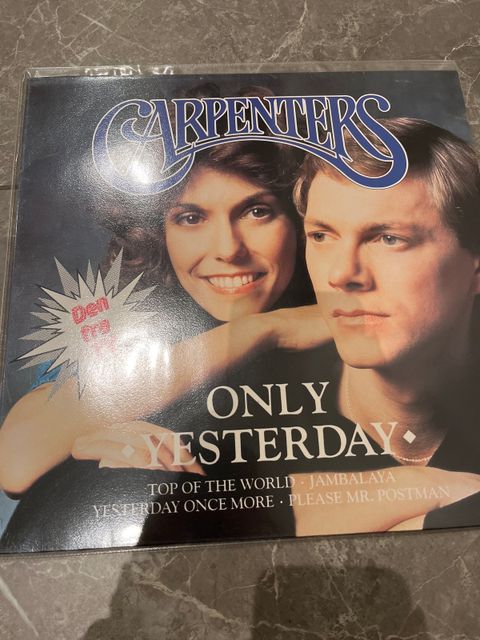 CARPENTERS
Den
fra
ONLY
·YESTERDAY·
TOP OF THE WORLD · JAMBALAYA
YESTERDAY ONCE MORE · PLEASE MR. POSTMAN